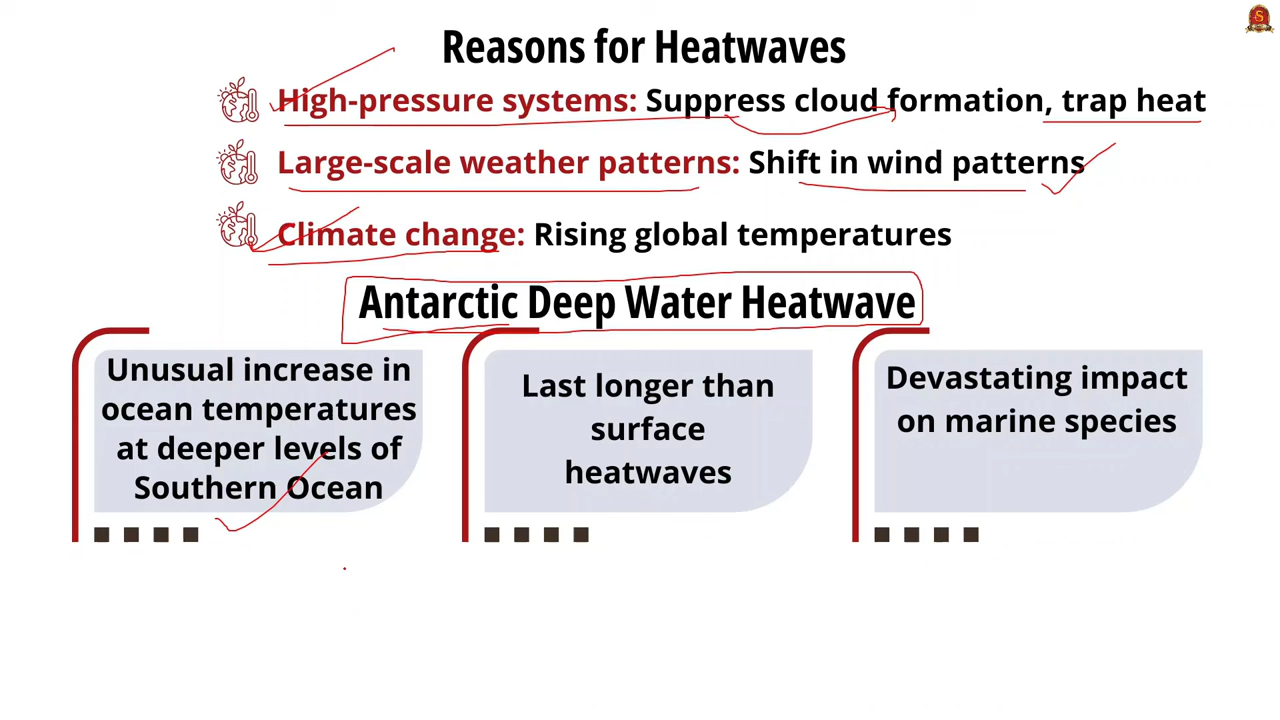 Reasons for Heatwaves
High-pressure systems: Suppress cloud formation, trap heat
Large-scale weather patterns: Shift in wind patterns
Climate change: Rising global temperatures
Antarctic Deep Water Heatwave
Unusual increase in
ocean temperatures
at deeper levels of
Southern Ocean
Last longer than
surface
heatwaves
Devastating impact
on marine species